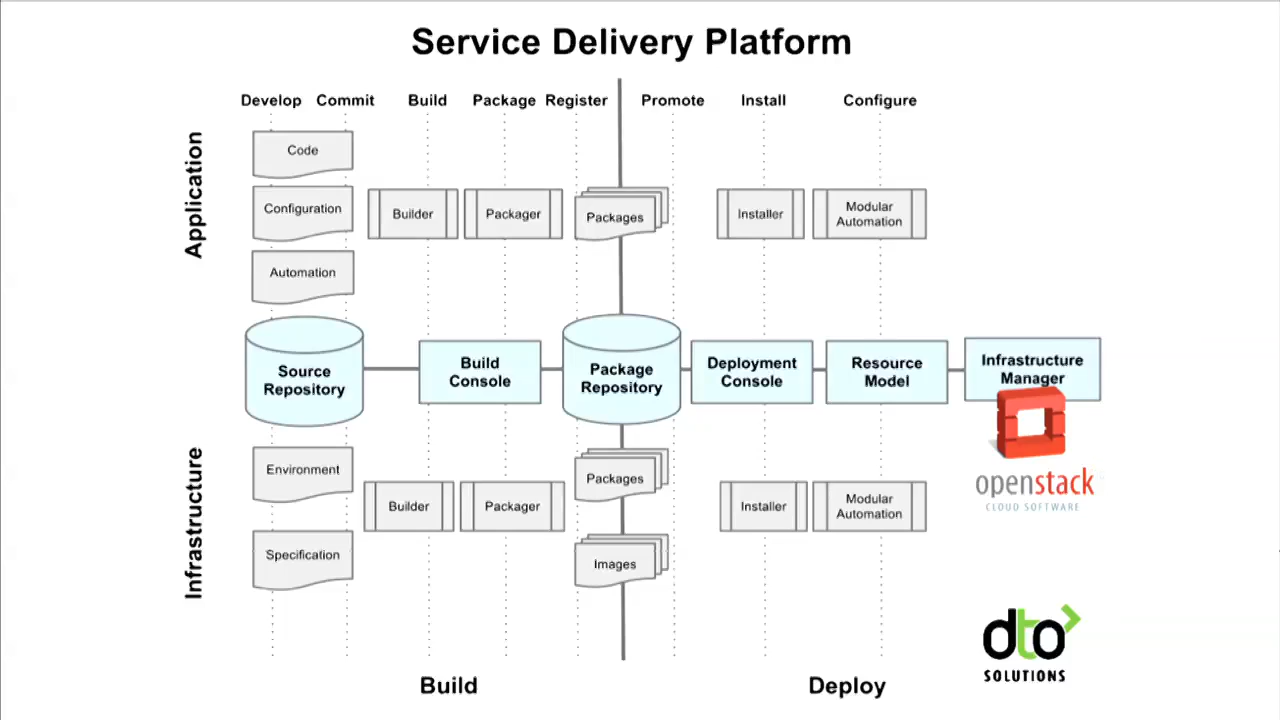 Service Delivery Platform
Develop Commit Build Package Register Promote Install Configure
Application
Code
Configuration
Automation
Builder
Packager
Packages
Installer
Modular
Automation
Source
Repository
Build
Console
Package
Repository
Deployment
Console
Resource
Model
Infrastructure
Manager
openstack
CLOUD SOFTWARE
Infrastructure
Environment
Specification
Builder
Packager
Packages
Images
Installer
Modular
Automation
dto
SOLUTIONS
Build
Deploy